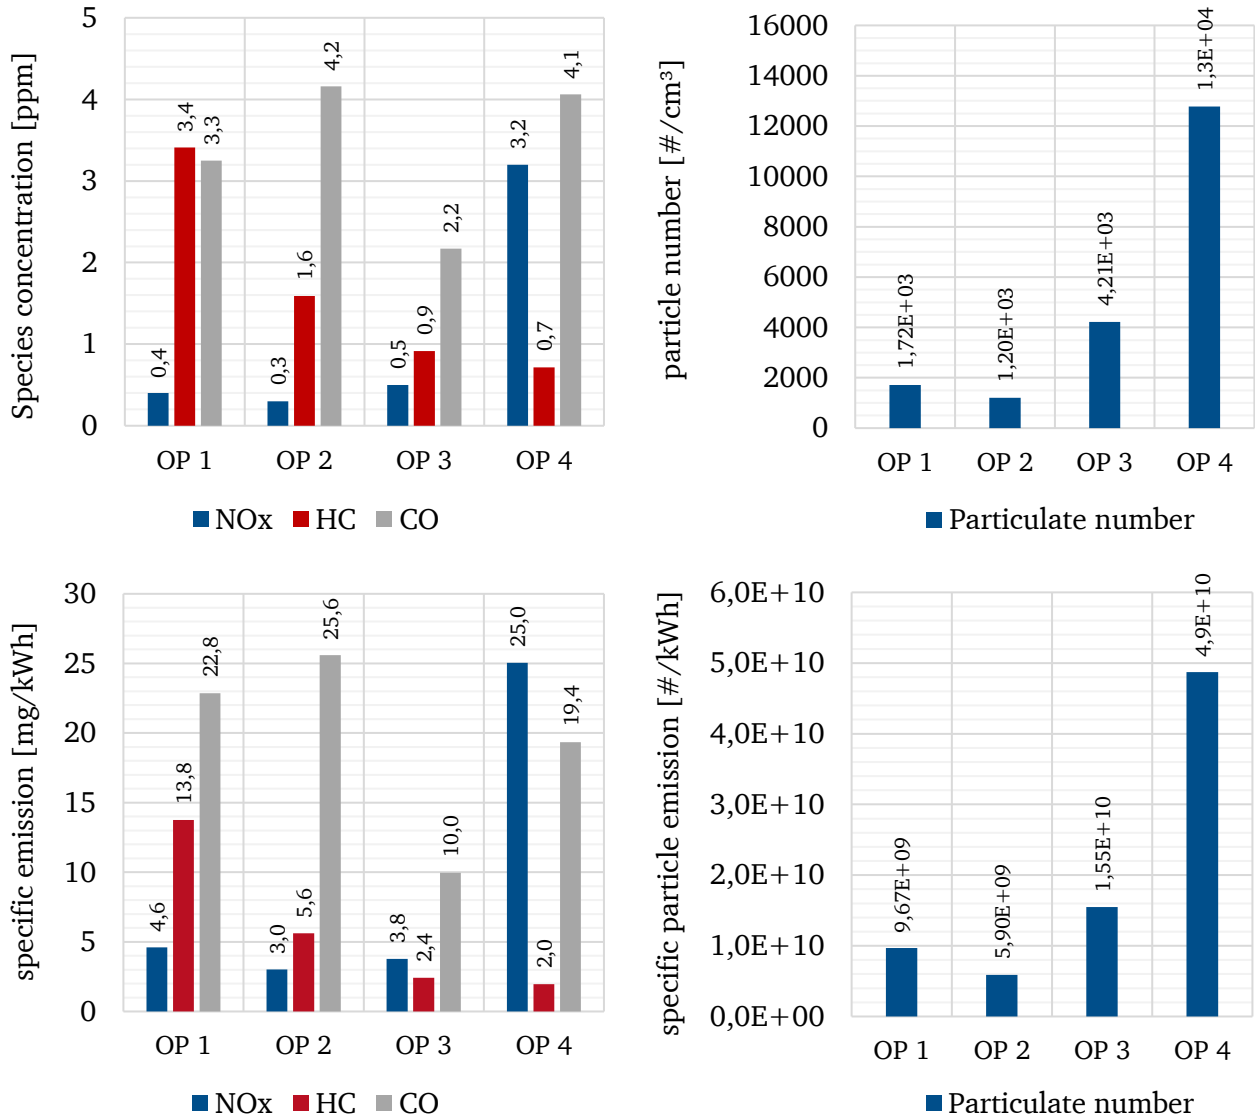 Species concentration [ppm]
5
4
3
2
1
0
0,4
3,4
3,3
0,3
1,6
4,2
0,5
0,9
2,2
3,2
0,7
4,1
OP 1
OP 2
OP 3
OP 4
NOx
HC
CO
particle number [#/cm³]
16000
14000
12000
10000
8000
6000
4000
2000
0
1,72E+03
1,20E+03
4,21E+03
1,3E+04
OP 1
OP 2
OP 3
OP 4
Particulate number
specific emission [mg/kWh]
30
25
20
15
10
5
0
4,6
13,8
22,8
3,0
5,6
25,6
3,8
2,4
10,0
25,0
2,0
19,4
OP 1
OP 2
OP 3
OP 4
NOx
HC
CO
specific particle emission [#/kWh]
6,0E+10
5,0E+10
4,0E+10
3,0E+10
2,0E+10
1,0E+10
0,0E+00
9,67E+09
5,90E+09
1,55E+10
4,9E+10
OP 1
OP 2
OP 3
OP 4
Particulate number